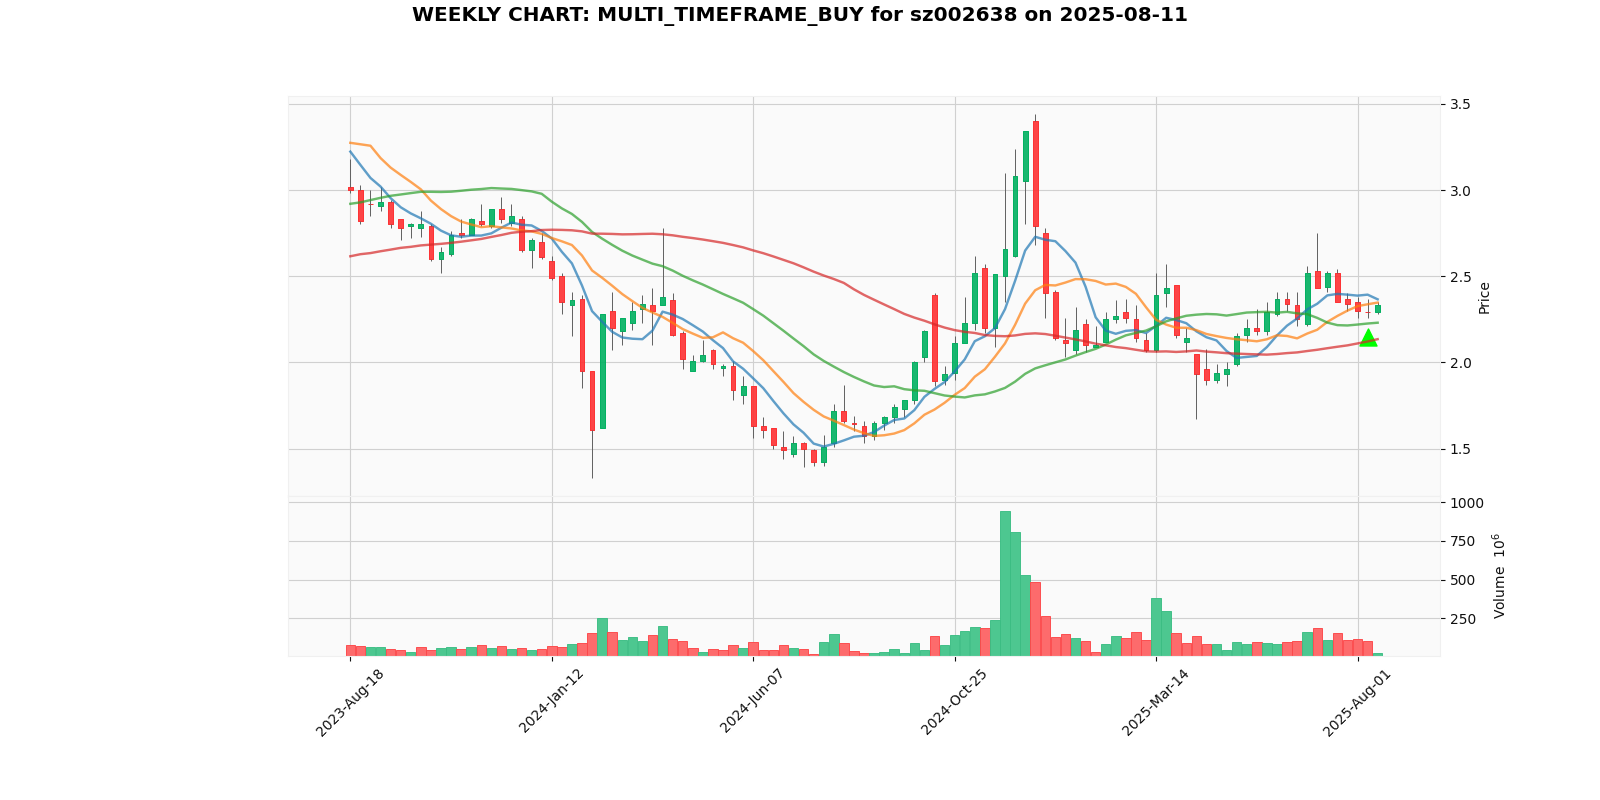 WEEKLY CHART: MULTI_TIMEFRAME_BUY for sz002638 on 2025-08-11
3.5
3.0
2.5
2.0
1.5
Price
1000
750
500
250
Volume 10^6
2023-Aug-18
2024-Jan-12
2024-Jun-07
2024-Oct-25
2025-Mar-14
2025-Aug-01